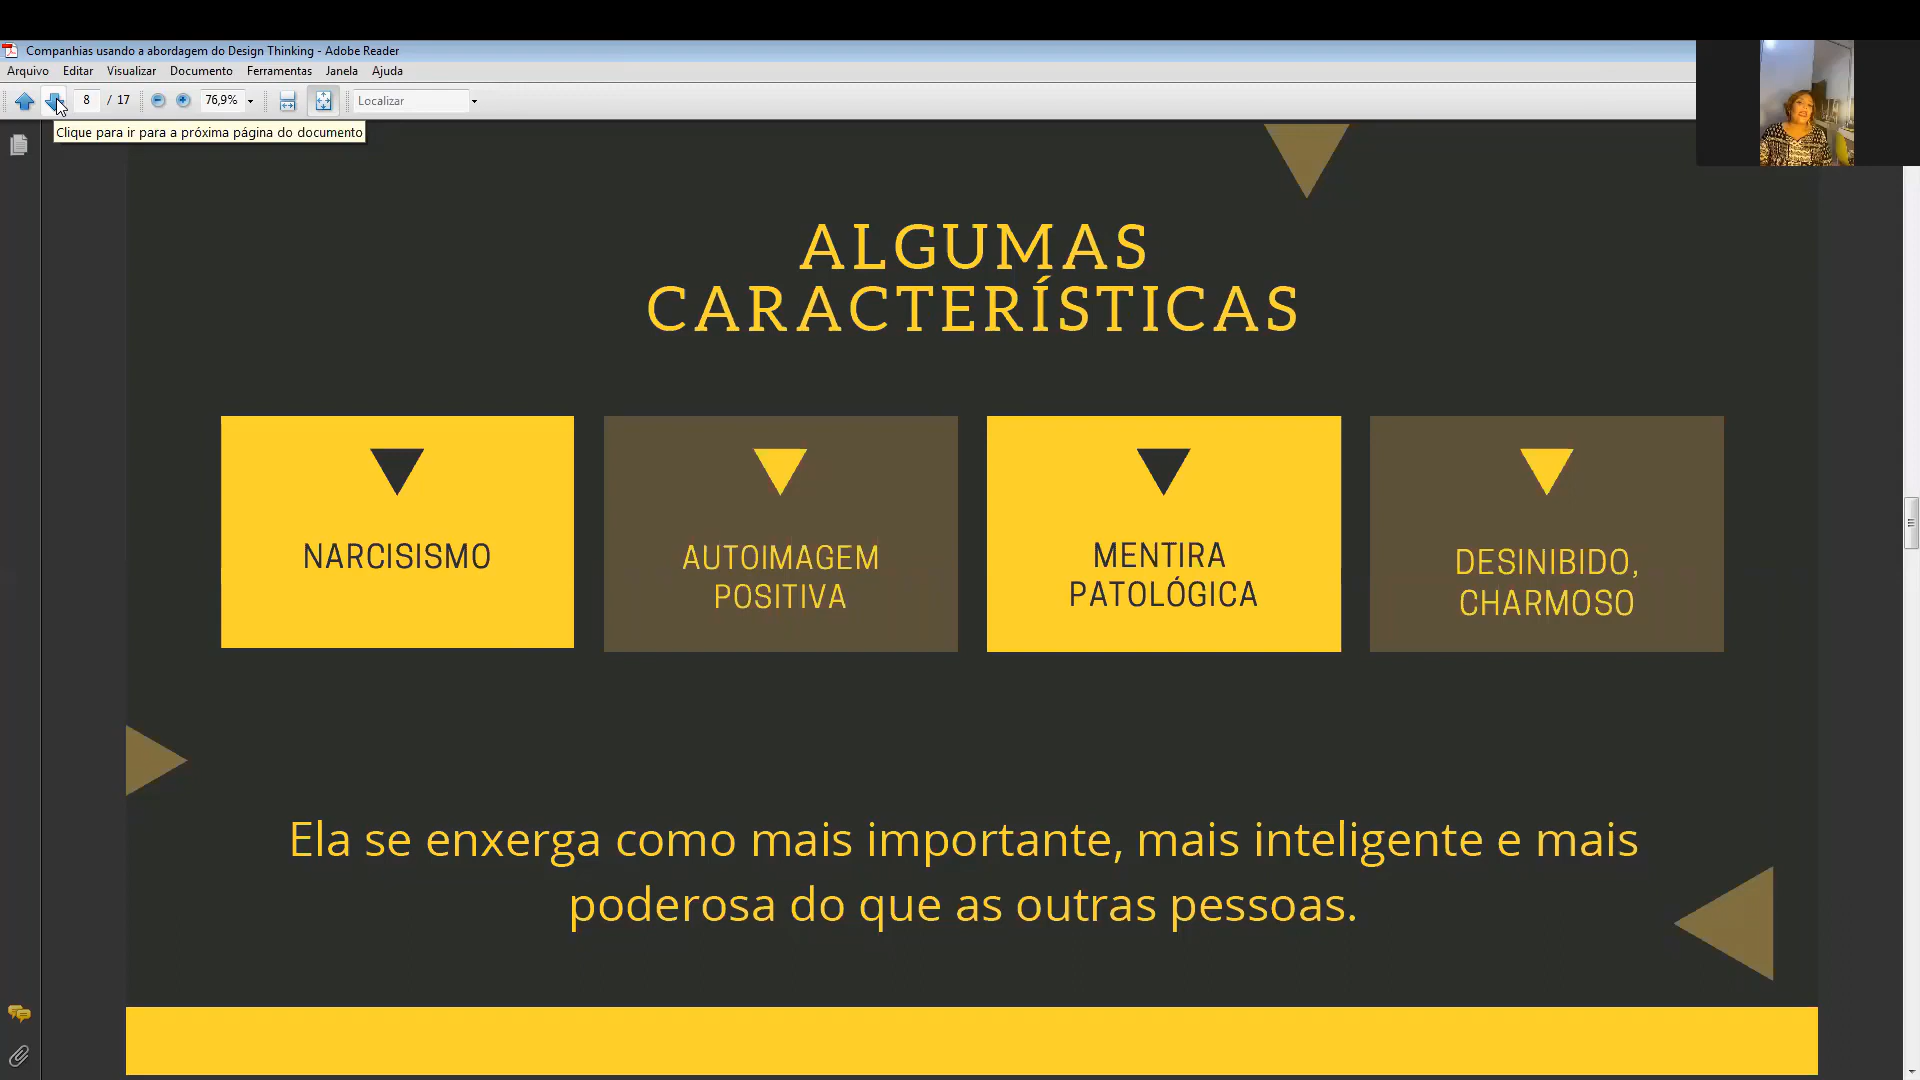 Companhias usando a abordagem do Design Thinking - Adobe Reader
Arquivo Editar Visualizar Documento Ferramentas Janela Ajuda
8 / 17 76,9% Localizar
Clique para ir para a próxima página do documento
ALGUMAS
CARACTERÍSTICAS
NARCISISMO
AUTOIMAGEM
POSITIVA
MENTIRA
PATOLÓGICA
DESINIBIDO,
CHARMOSO
Ela se enxerga como mais importante, mais inteligente e mais
poderosa do que as outras pessoas.